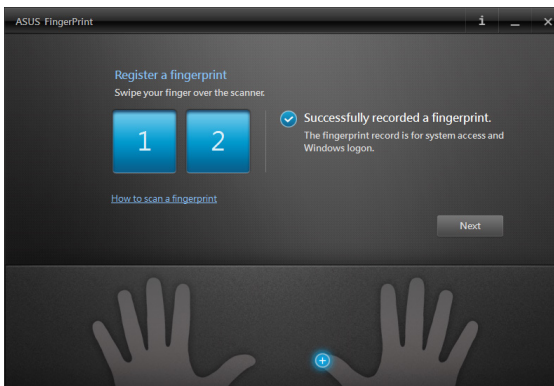 ASUS FingerPrint
Register a fingerprint
Swipe your finger over the scanner.
1 2
Successfully recorded a fingerprint.
The fingerprint record is for system access and
Windows logon.
How to scan a fingerprint
Next